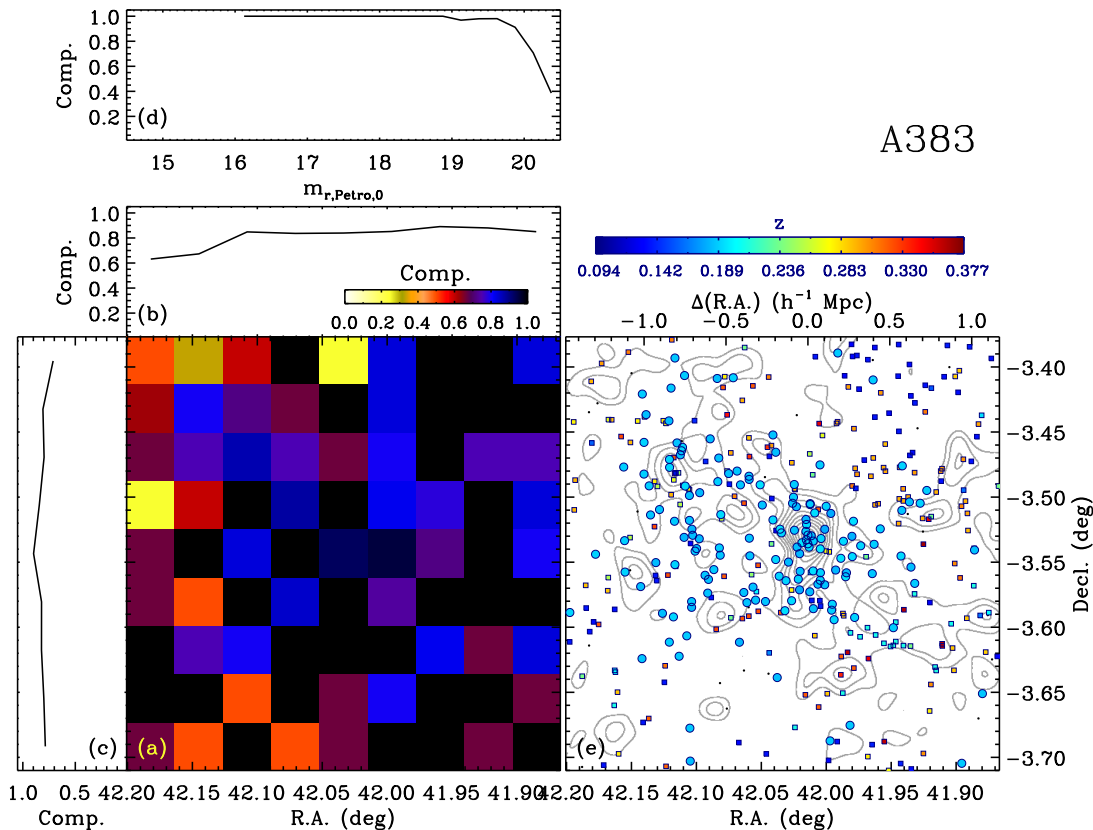 1.0
0.8
0.6
0.4
0.2
Comp.
(d)
15 16 17 18 19 20
m_r,Petro,0
A383
1.0
0.8
0.6
0.4
0.2
Comp.
(b)
Comp.
0.0 0.2 0.4 0.6 0.8 1.0
z
0.094 0.142 0.189 0.236 0.283 0.330 0.377
Δ(R.A.) (h⁻¹ Mpc)
−1.0 −0.5 0.0 0.5 1.0
(c)
1.0 0.5
Comp.
(a)
42.20 42.15 42.10 42.05 42.00 41.95 41.90
R.A. (deg)
(e)
42.20 42.15 42.10 42.05 42.00 41.95 41.90
R.A. (deg)
−3.40
−3.45
−3.50
−3.55
−3.60
−3.65
−3.70
Decl. (deg)